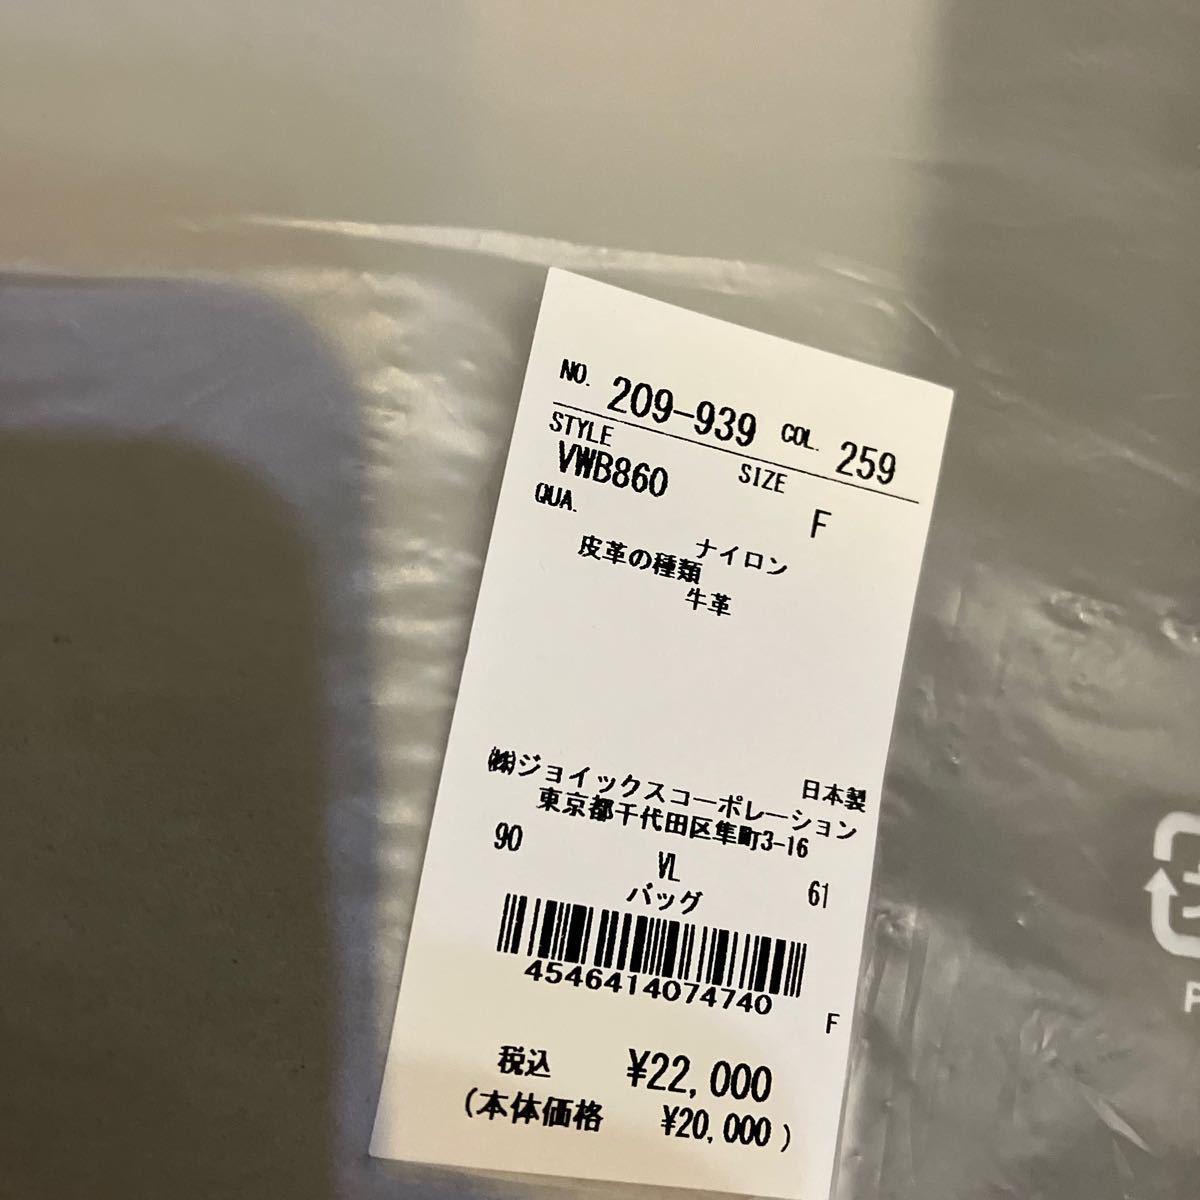 NO. 209-939 COL. 259
STYLE SIZE
VWB860 F
QUA.
ナイロン
皮革の種類
牛革
日本製
㈱ジョイックスコーポレーション
東京都千代田区隼町3-16
90 VL 61
バッグ
4546414074740
F
税込 ¥22,000
(本体価格 ¥20,000)
P